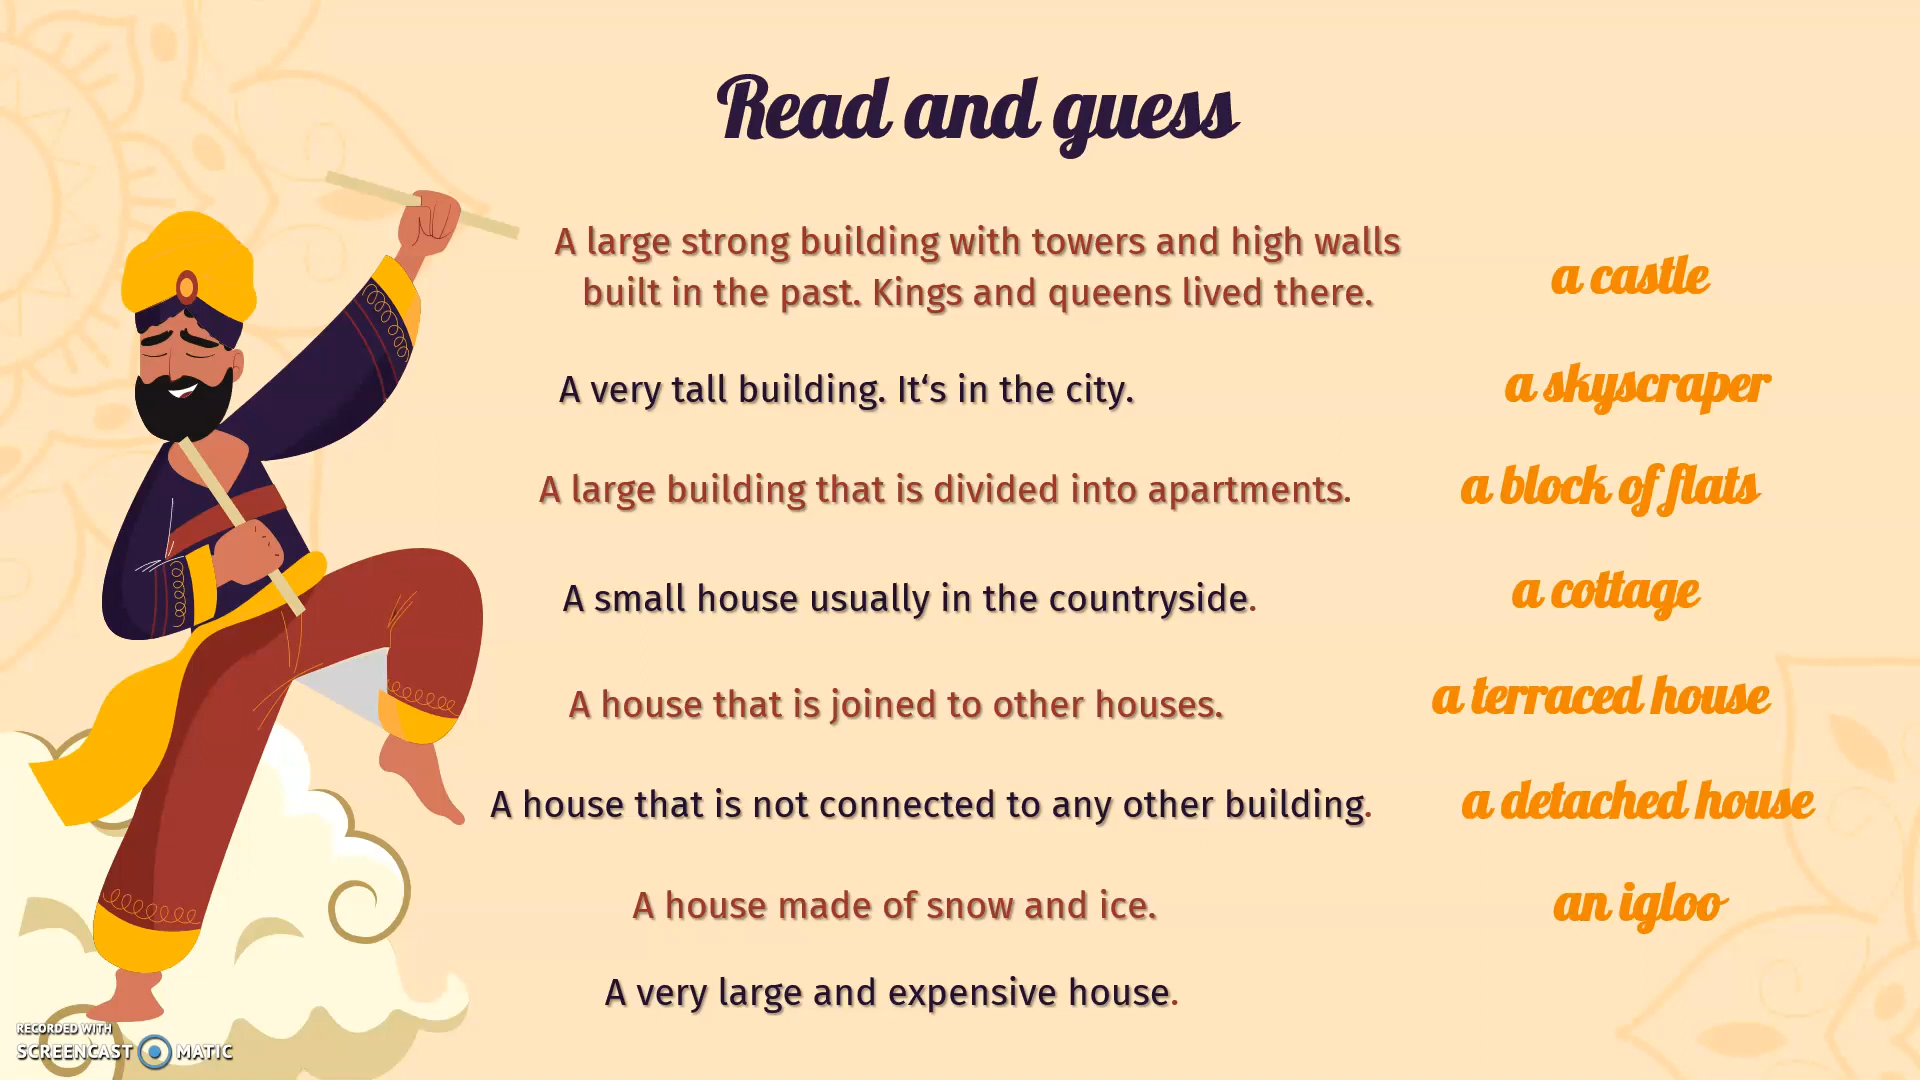 Read and guess
A large strong building with towers and high walls
built in the past. Kings and queens lived there.
a castle
A very tall building. It‘s in the city.
a skyscraper
A large building that is divided into apartments.
a block of flats
A small house usually in the countryside.
a cottage
A house that is joined to other houses.
a terraced house
A house that is not connected to any other building.
a detached house
A house made of snow and ice.
an igloo
A very large and expensive house.
RECORDED WITH
SCREENCAST MATIC